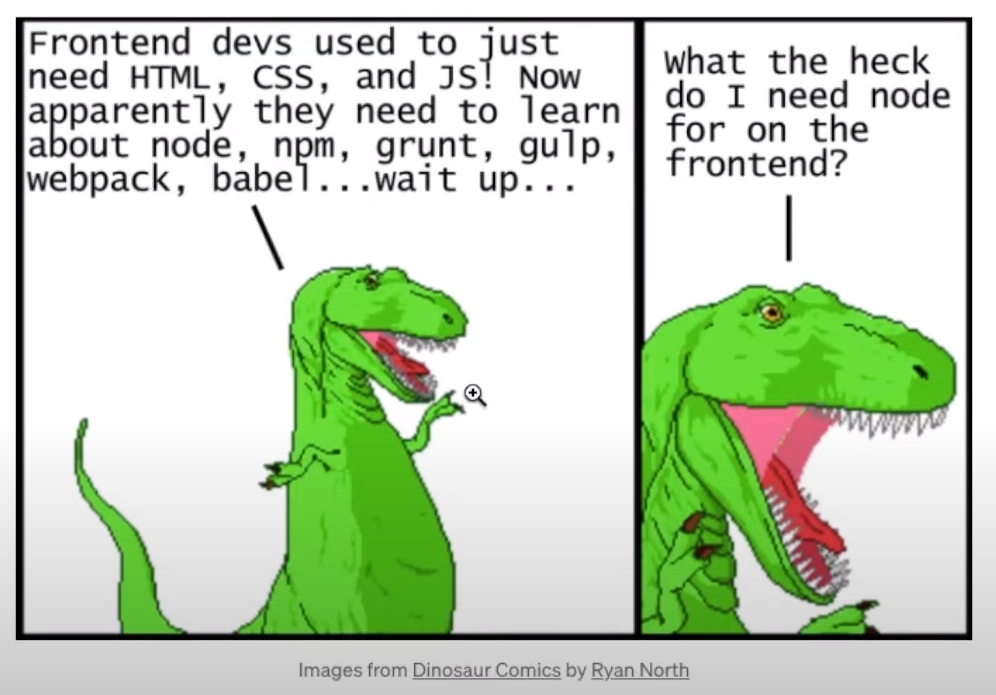 Frontend devs used to just
need HTML, CSS, and JS! Now
apparently they need to learn
about node, npm, grunt, gulp,
webpack, babel...wait up...
What the heck
do I need node
for on the
frontend?
Images from Dinosaur Comics by Ryan North